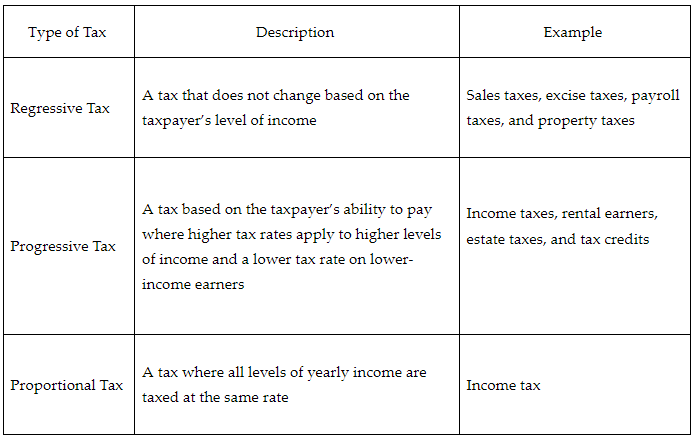 Type of Tax
Description
Example
Regressive Tax
A tax that does not change based on the
taxpayer’s level of income
Sales taxes, excise taxes, payroll
taxes, and property taxes
Progressive Tax
A tax based on the taxpayer’s ability to pay
where higher tax rates apply to higher levels
of income and a lower tax rate on lower-
income earners
Income taxes, rental earners,
estate taxes, and tax credits
Proportional Tax
A tax where all levels of yearly income are
taxed at the same rate
Income tax